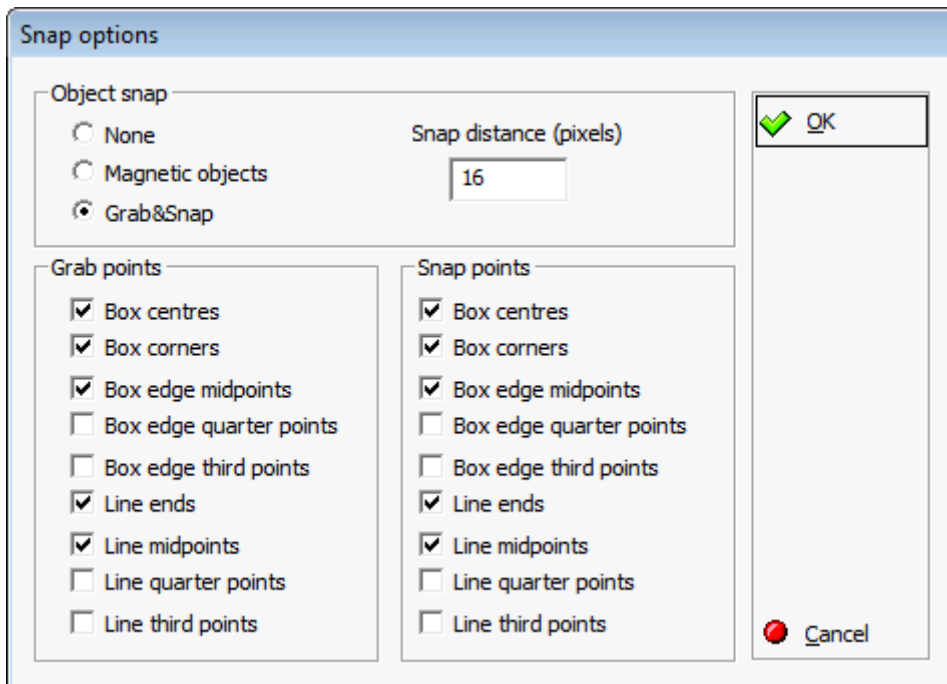 Snap options
Object snap
None
Magnetic objects
Grab&Snap
Snap distance (pixels)
16
OK
Grab points
Box centres
Box corners
Box edge midpoints
Box edge quarter points
Box edge third points
Line ends
Line midpoints
Line quarter points
Line third points
Snap points
Box centres
Box corners
Box edge midpoints
Box edge quarter points
Box edge third points
Line ends
Line midpoints
Line quarter points
Line third points
Cancel